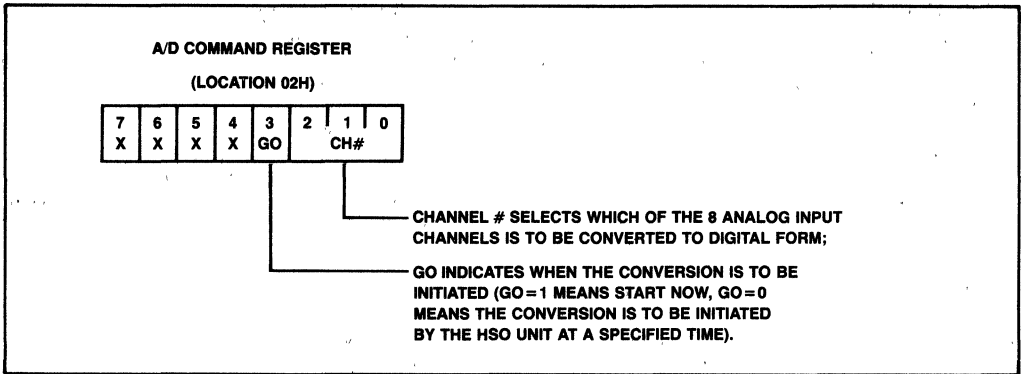 A/D COMMAND REGISTER
(LOCATION 02H)
7 6 5 4 3 2 1 0
X X X X GO CH#
CHANNEL # SELECTS WHICH OF THE 8 ANALOG INPUT
CHANNELS IS TO BE CONVERTED TO DIGITAL FORM;
GO INDICATES WHEN THE CONVERSION IS TO BE
INITIATED (GO=1 MEANS START NOW, GO=0
MEANS THE CONVERSION IS TO BE INITIATED
BY THE HSO UNIT AT A SPECIFIED TIME).